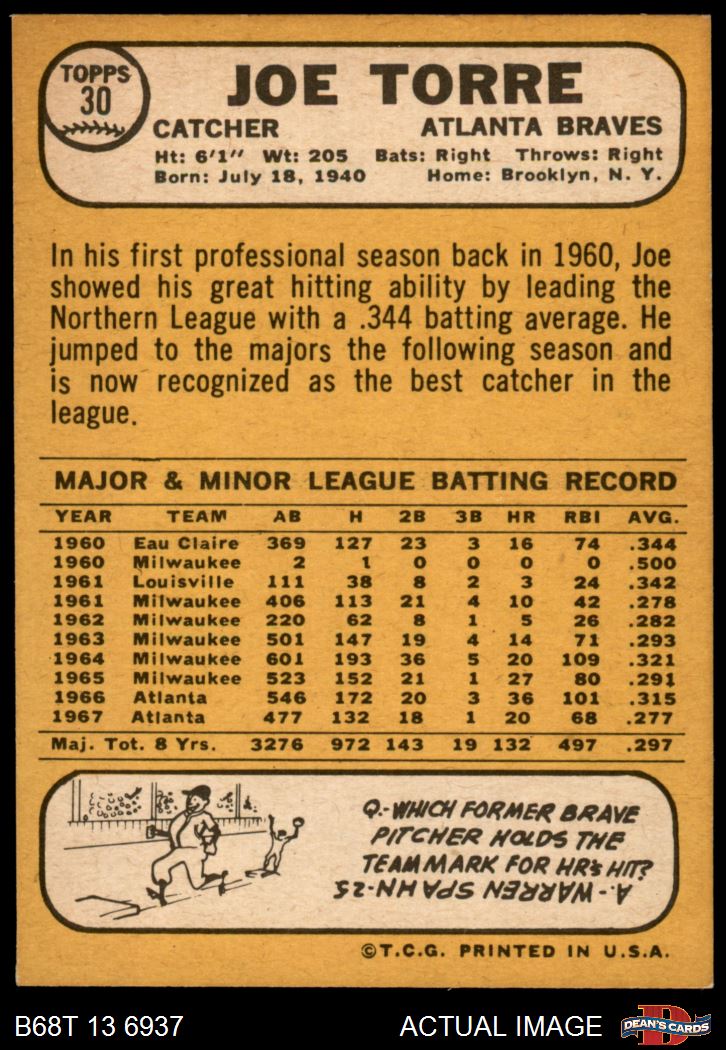 TOPPS
30
JOE TORRE
CATCHER ATLANTA BRAVES
Ht: 6'1" Wt: 205 Bats: Right Throws: Right
Born: July 18, 1940 Home: Brooklyn, N. Y.
In his first professional season back in 1960, Joe
showed his great hitting ability by leading the
Northern League with a .344 batting average. He
jumped to the majors the following season and
is now recognized as the best catcher in the
league.
MAJOR & MINOR LEAGUE BATTING RECORD
YEAR TEAM AB H 2B 3B HR RBI AVG.
1960 Eau Claire 369 127 23 3 16 74 .344
1960 Milwaukee 2 1 0 0 0 0 .500
1961 Louisville 111 38 8 2 3 24 .342
1961 Milwaukee 406 113 21 4 10 42 .278
1962 Milwaukee 220 62 8 1 5 26 .282
1963 Milwaukee 501 147 19 4 14 71 .293
1964 Milwaukee 601 193 36 5 20 109 .321
1965 Milwaukee 523 152 21 1 27 80 .291
1966 Atlanta 546 172 20 3 36 101 .315
1967 Atlanta 477 132 18 1 20 68 .277
Maj. Tot. 8 Yrs. 3276 972 143 19 132 497 .297
Q.-WHICH FORMER BRAVE
PITCHER HOLDS THE
TEAM MARK FOR HR's HIT?
A.-WARREN SPAHN-25
©T.C.G. PRINTED IN U.S.A.
B68T 13 6937 ACTUAL IMAGE
D
DEAN'S CARDS